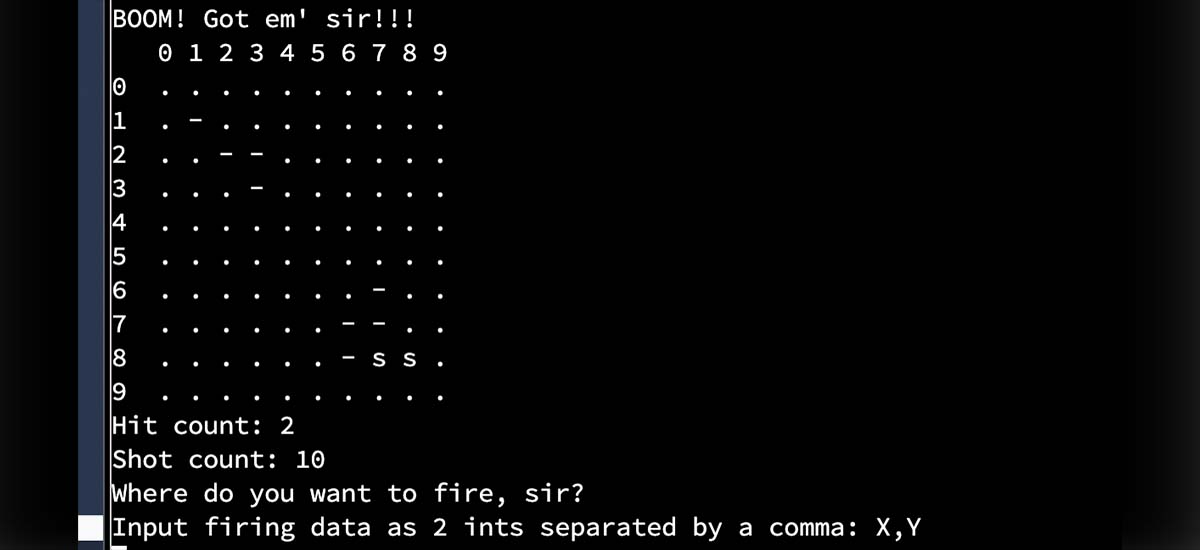 BOOM! Got em' sir!!!
0 1 2 3 4 5 6 7 8 9
0 . . . . . . . . . .
1 . - . . . . . . . .
2 . . - - . . . . . .
3 . . . - . . . . . .
4 . . . . . . . . . .
5 . . . . . . . . . .
6 . . . . . . . - . .
7 . . . . . . - - . .
8 . . . . . . - s s .
9 . . . . . . . . . .
Hit count: 2
Shot count: 10
Where do you want to fire, sir?
Input firing data as 2 ints separated by a comma: X,Y